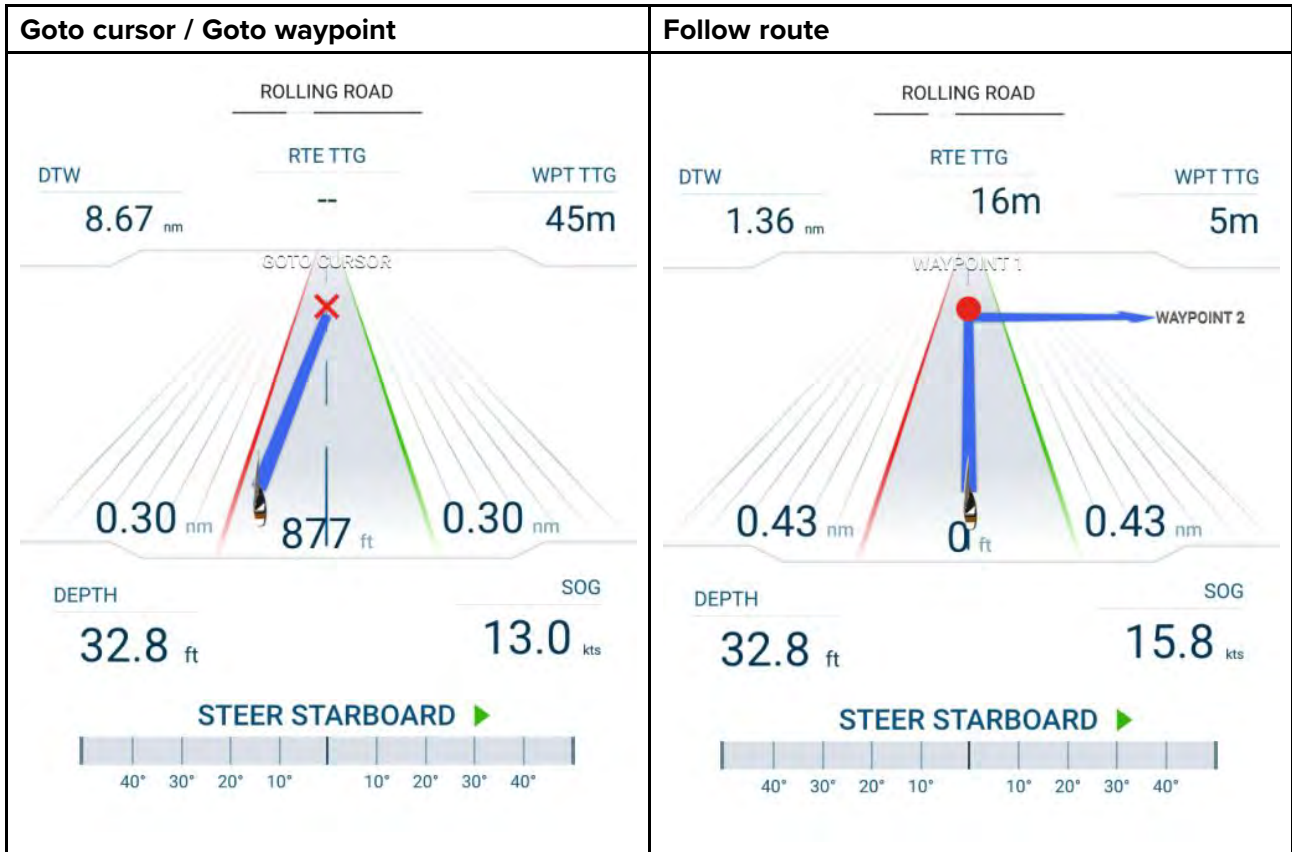 Goto cursor / Goto waypoint
ROLLING ROAD
RTE TTG
DTW
WPT TTG
--
8.67 nm
45m
GOTO CURSOR
0.30 nm
877 ft
0.30 nm
DEPTH
SOG
32.8 ft
13.0 kts
STEER STARBOARD
40° 30° 20° 10° 10° 20° 30° 40°
Follow route
ROLLING ROAD
RTE TTG
DTW
WPT TTG
16m
1.36 nm
5m
WAYPOINT 1
WAYPOINT 2
0.43 nm
0 ft
0.43 nm
DEPTH
SOG
32.8 ft
15.8 kts
STEER STARBOARD
40° 30° 20° 10° 10° 20° 30° 40°